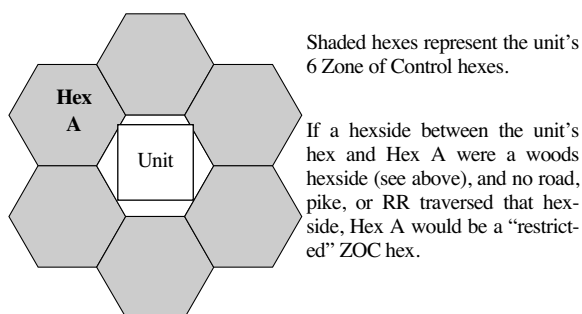 Hex
A
Unit
Shaded hexes represent the unit's
6 Zone of Control hexes.
If a hexside between the unit's
hex and Hex A were a woods
hexside (see above), and no road,
pike, or RR traversed that hex-
side, Hex A would be a “restrict-
ed” ZOC hex.